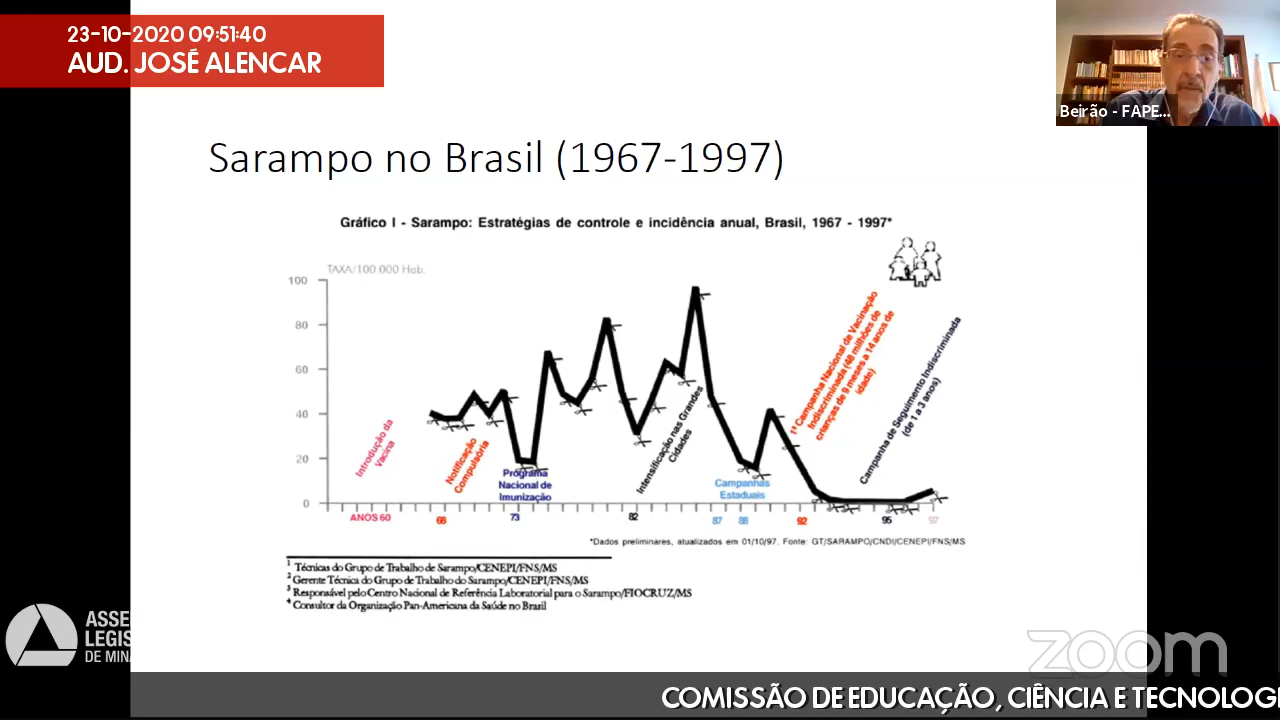 23-10-2020 09:51:40
AUD. JOSÉ ALENCAR
Beirão - FAPE...
Sarampo no Brasil (1967-1997)
Gráfico I - Sarampo: Estratégias de controle e incidência anual, Brasil, 1967 - 1997*
TAXA/100.000 Hab.
100
80
60
40
20
0
Introdução da
Vacina
Notificação
Compulsória
Programa
Nacional de
Imunização
Intensificação nas Grandes
Cidades
Campanhas
Estaduais
1ª Campanha Nacional de Vacinação
Indiscriminada (48 milhões de
crianças de 9 meses a 14 anos de
idade)
Campanha de Seguimento Indiscriminada
(de 1 a 3 anos)
ANOS 60
68
73
82
87
88
92
95
97
*Dados preliminares, atualizados em 01/10/97. Fonte: GT/SARAMPO/CNDI/CENEPI/FNS/MS
1 Técnicas do Grupo de Trabalho de Sarampo/CENEPI/FNS/MS
2 Gerente Técnica do Grupo de Trabalho do Sarampo/CENEPI/FNS/MS
3 Responsável pelo Centro Nacional de Referência Laboratorial para o Sarampo/FIOCRUZ/MS
4 Consultor da Organização Pan-Americana da Saúde no Brasil
ASSE
LEGIS
DE MINA
zoom
COMISSÃO DE EDUCAÇÃO, CIÊNCIA E TECNOLOG